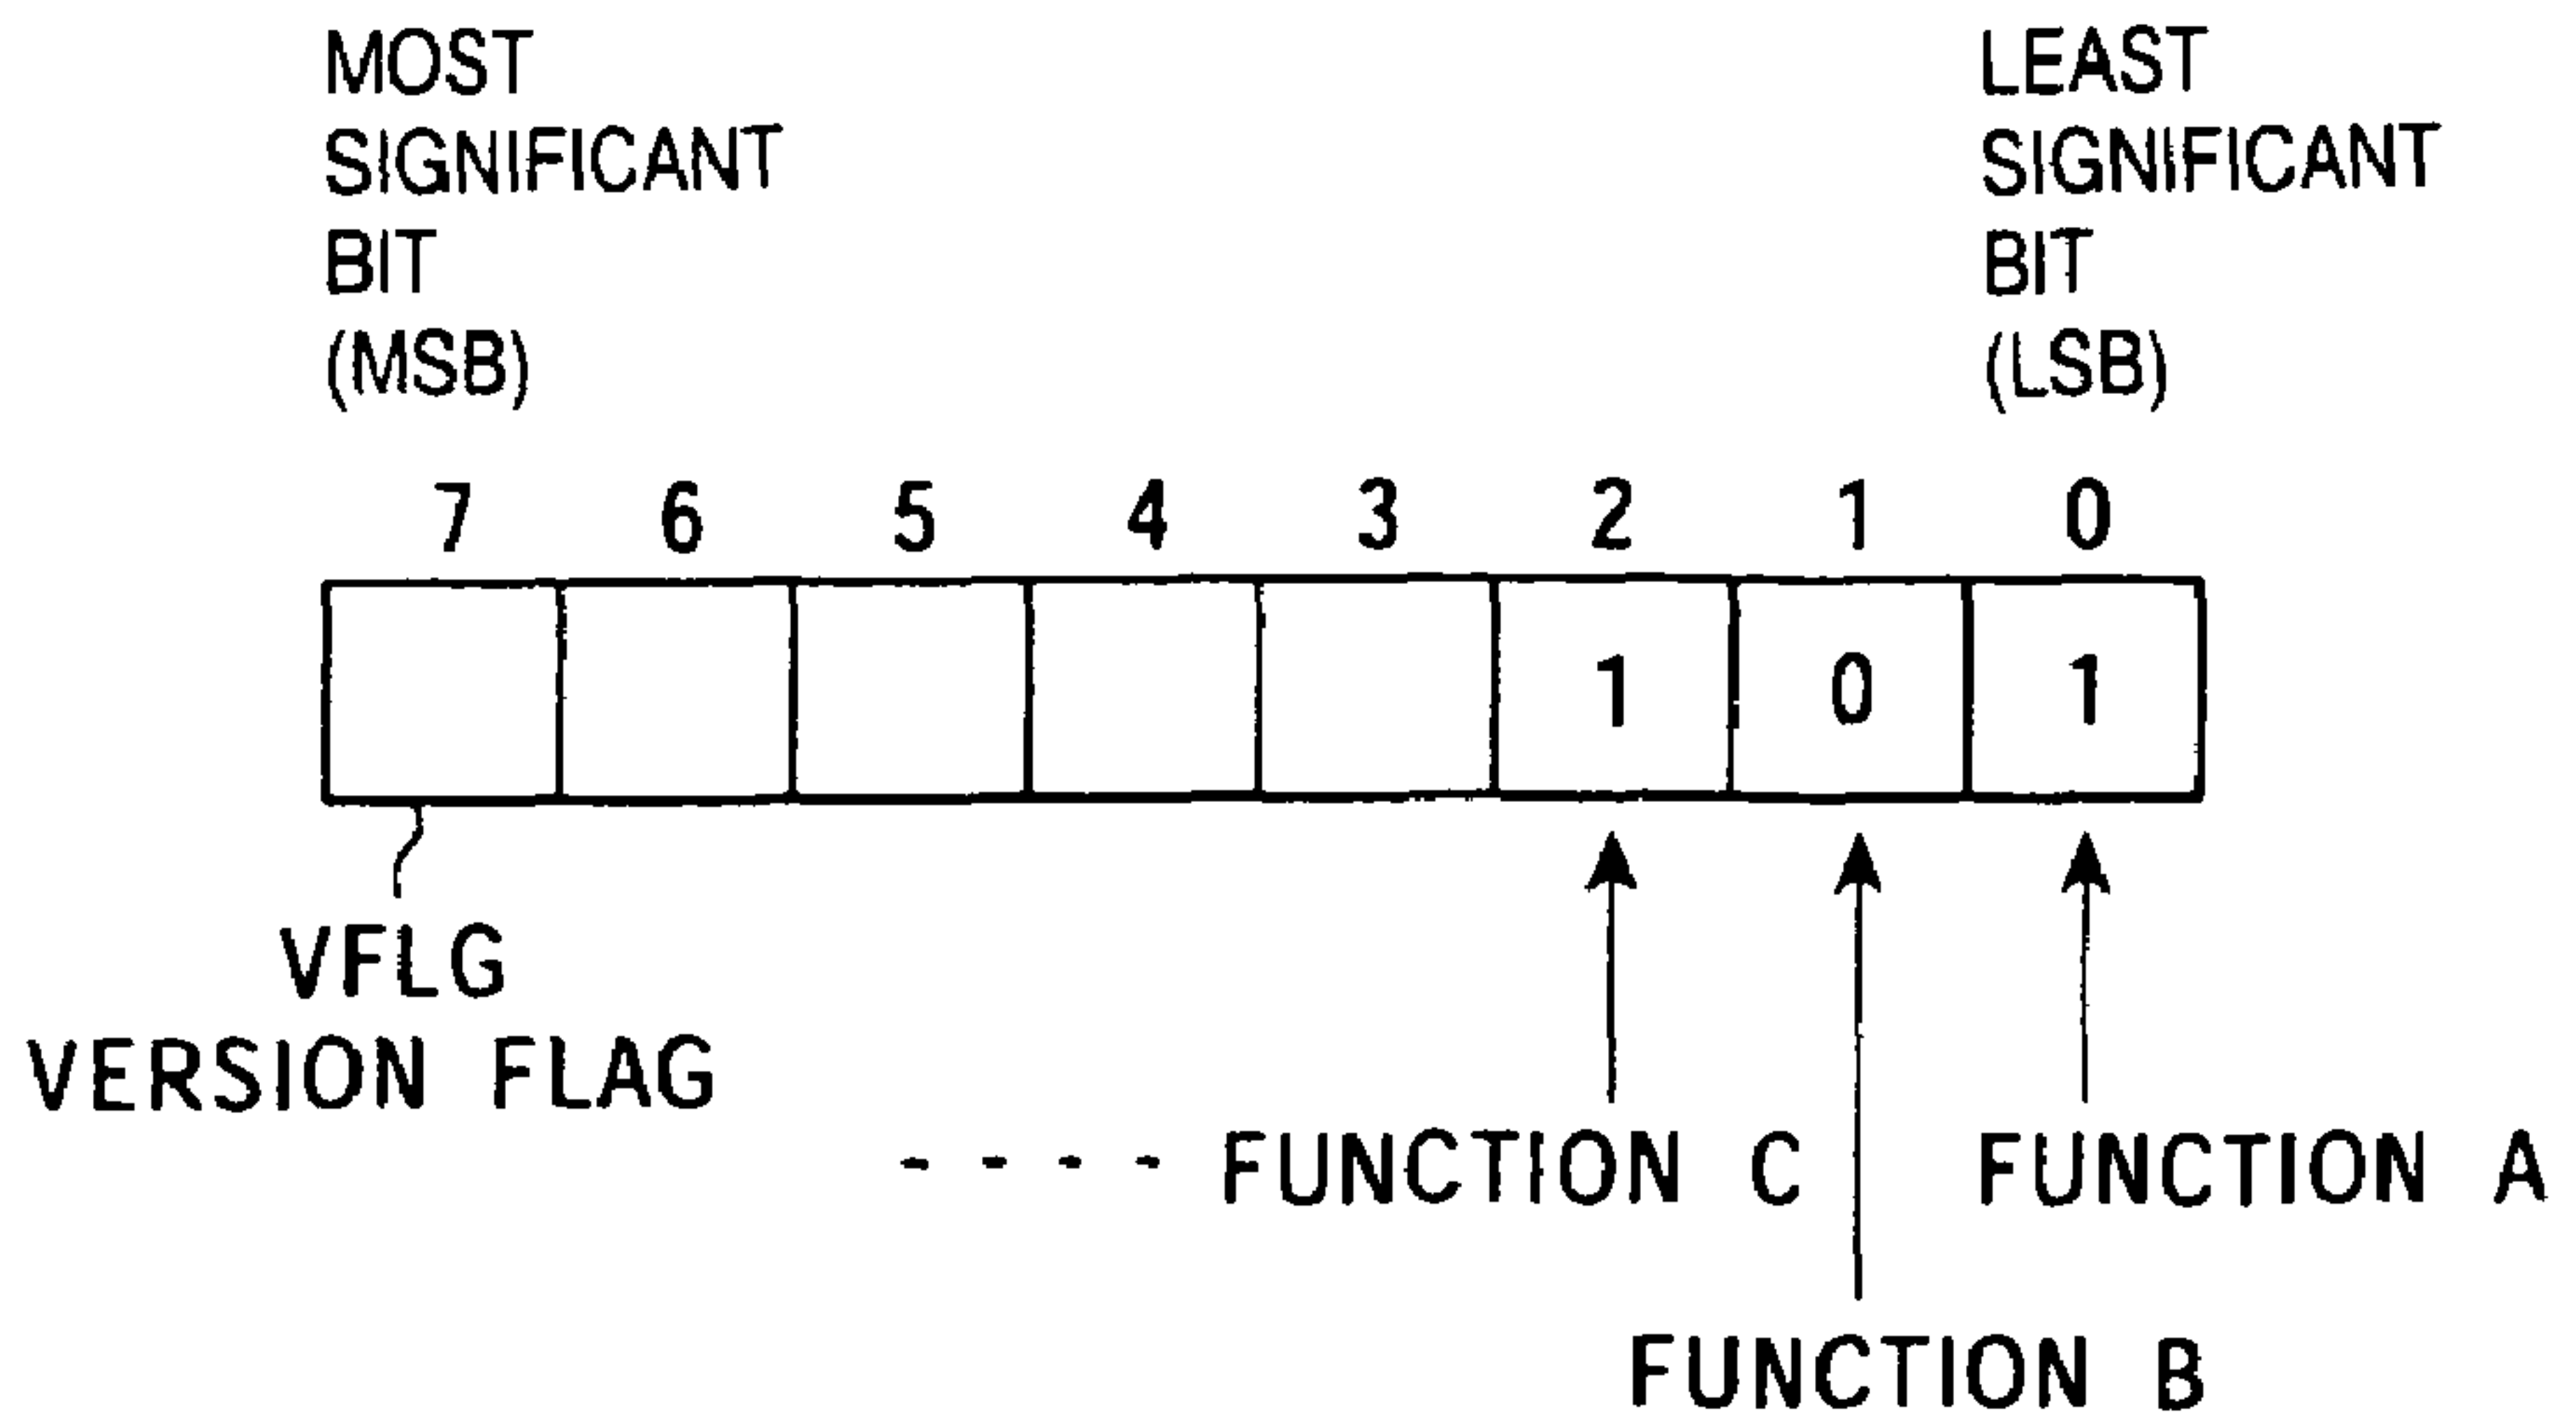 MOST
SIGNIFICANT
BIT
(MSB)
LEAST
SIGNIFICANT
BIT
(LSB)
7 6 5 4 3 2 1 0
1 0 1
VFLG
VERSION FLAG
- - - - FUNCTION C
FUNCTION A
FUNCTION B